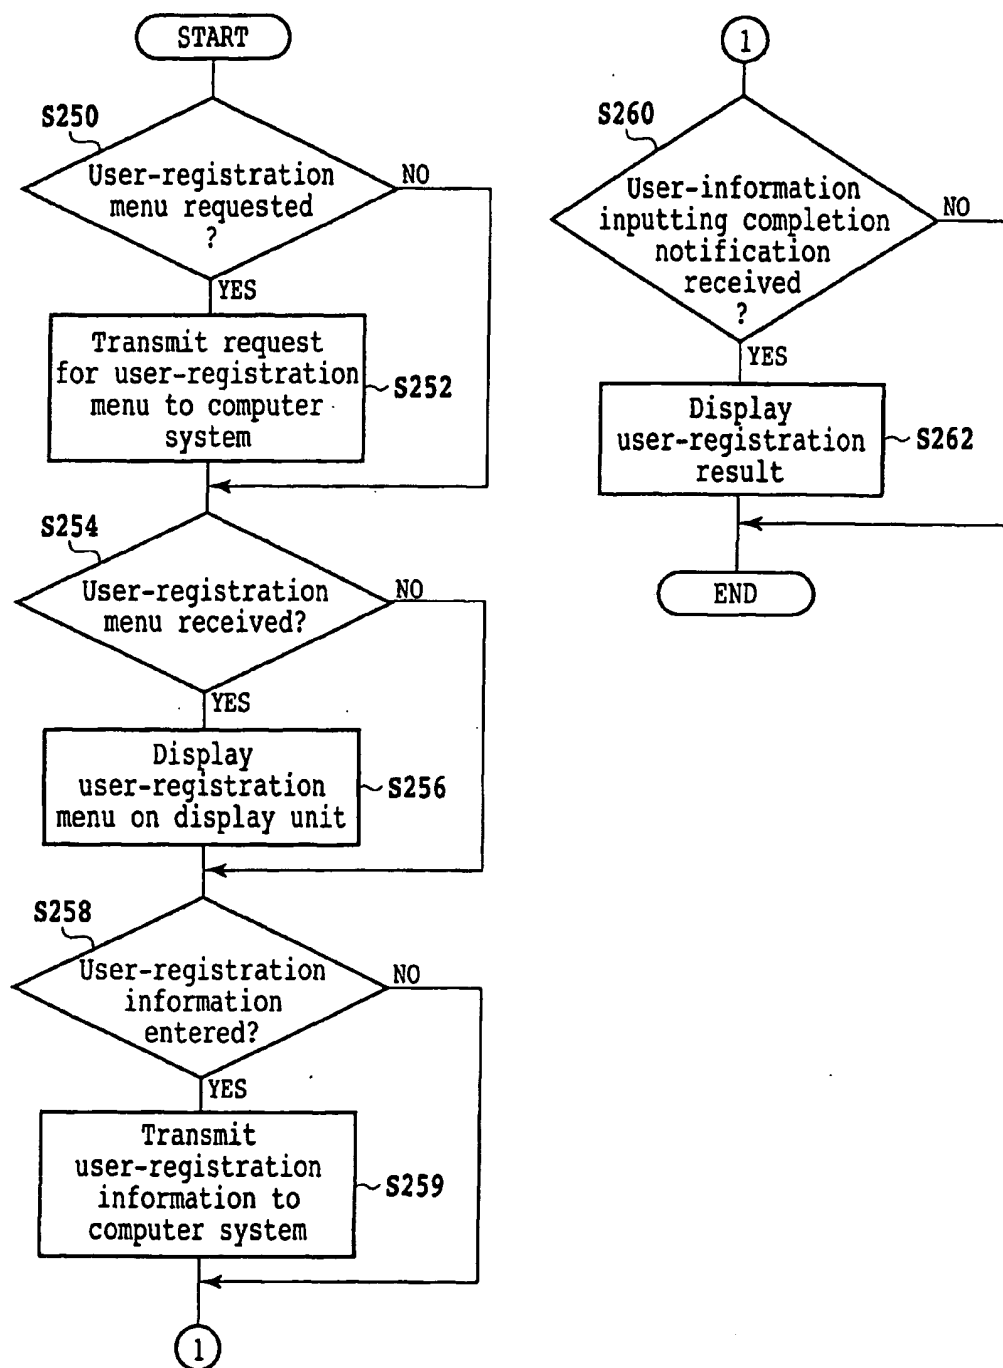 START
S250
User-registration
menu requested
?
NO
YES
Transmit request
for user-registration
menu to computer
system
S252
S254
User-registration
menu received?
NO
YES
Display
user-registration
menu on display unit
S256
S258
User-registration
information
entered?
NO
YES
Transmit
user-registration
information to
computer system
S259
1
1
S260
User-information
inputting completion
notification
received
?
NO
YES
Display
user-registration
result
S262
END